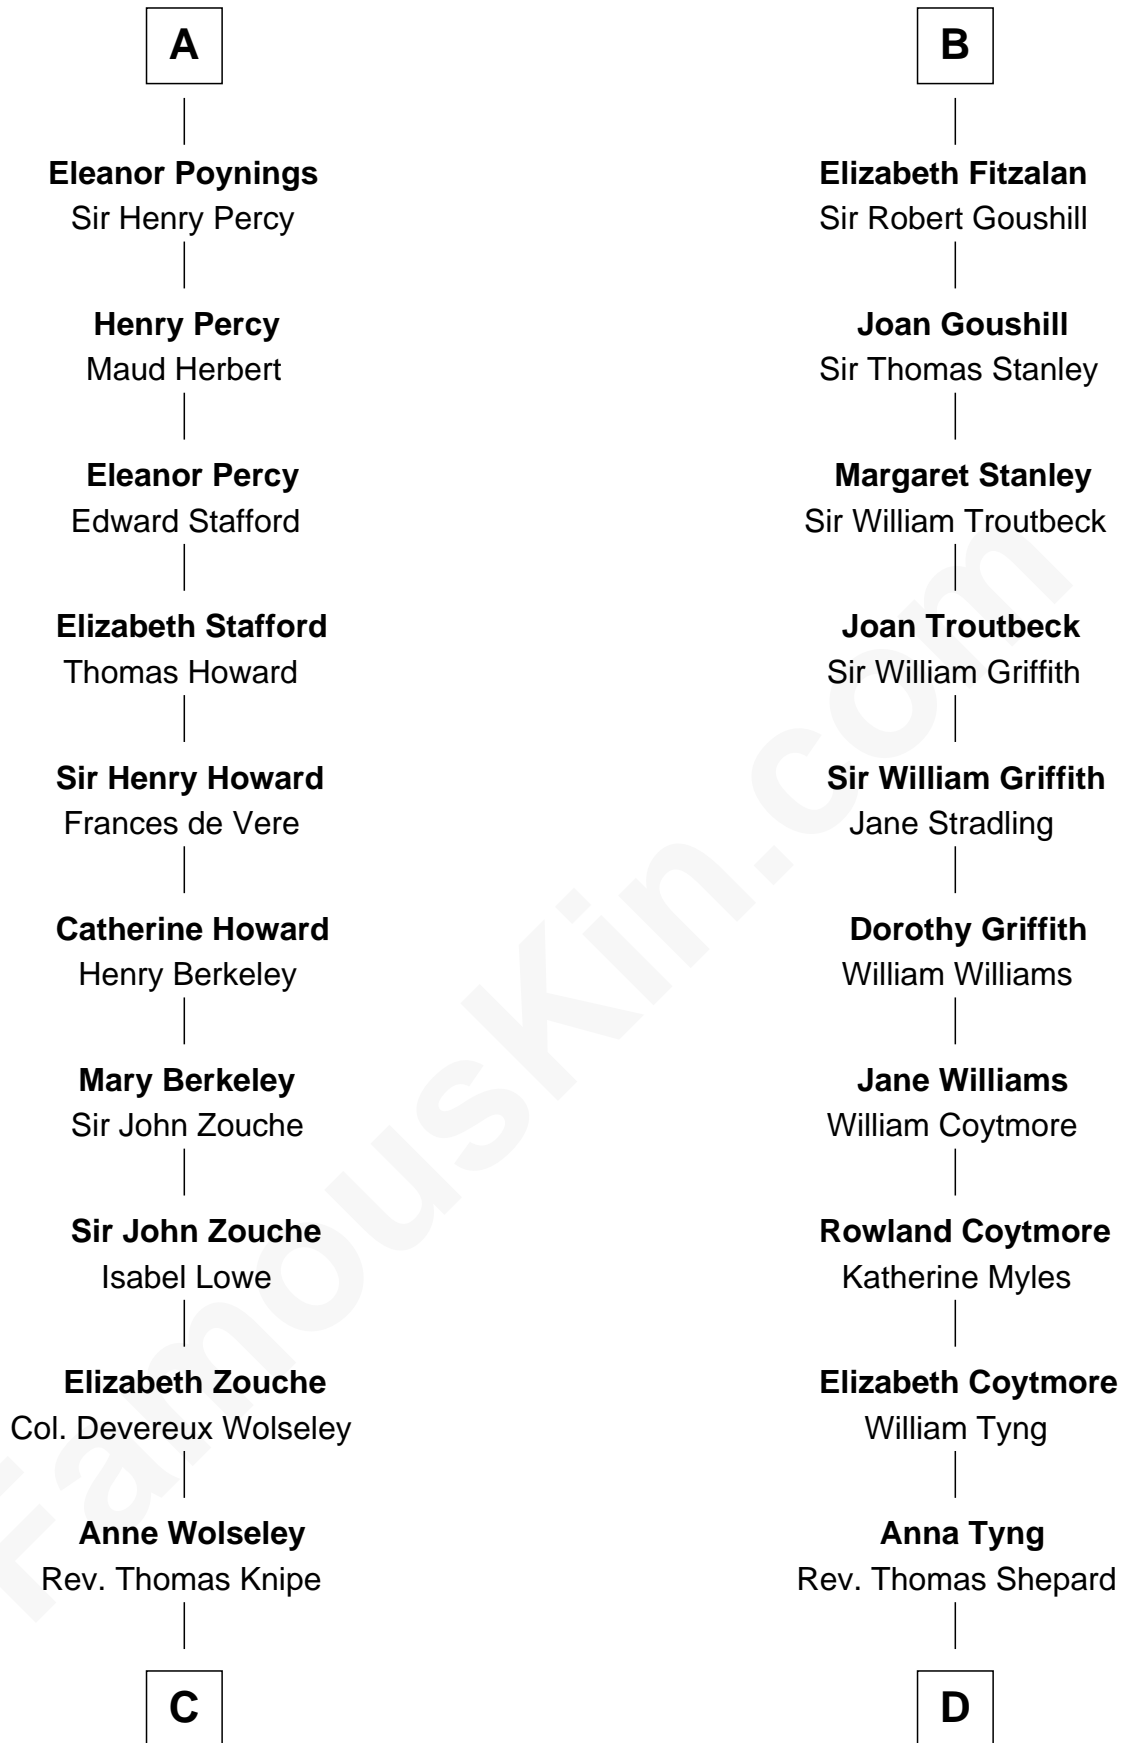 A
Eleanor Poynings
Sir Henry Percy
Henry Percy
Maud Herbert
Eleanor Percy
Edward Stafford
Elizabeth Stafford
Thomas Howard
Sir Henry Howard
Frances de Vere
Catherine Howard
Henry Berkeley
Mary Berkeley
Sir John Zouche
Sir John Zouche
Isabel Lowe
Elizabeth Zouche
Col. Devereux Wolseley
Anne Wolseley
Rev. Thomas Knipe
C
B
Elizabeth Fitzalan
Sir Robert Goushill
Joan Goushill
Sir Thomas Stanley
Margaret Stanley
Sir William Troutbeck
Joan Troutbeck
Sir William Griffith
Sir William Griffith
Jane Stradling
Dorothy Griffith
William Williams
Jane Williams
William Coytmore
Rowland Coytmore
Katherine Myles
Elizabeth Coytmore
William Tyng
Anna Tyng
Rev. Thomas Shepard
D
FamousKin.com